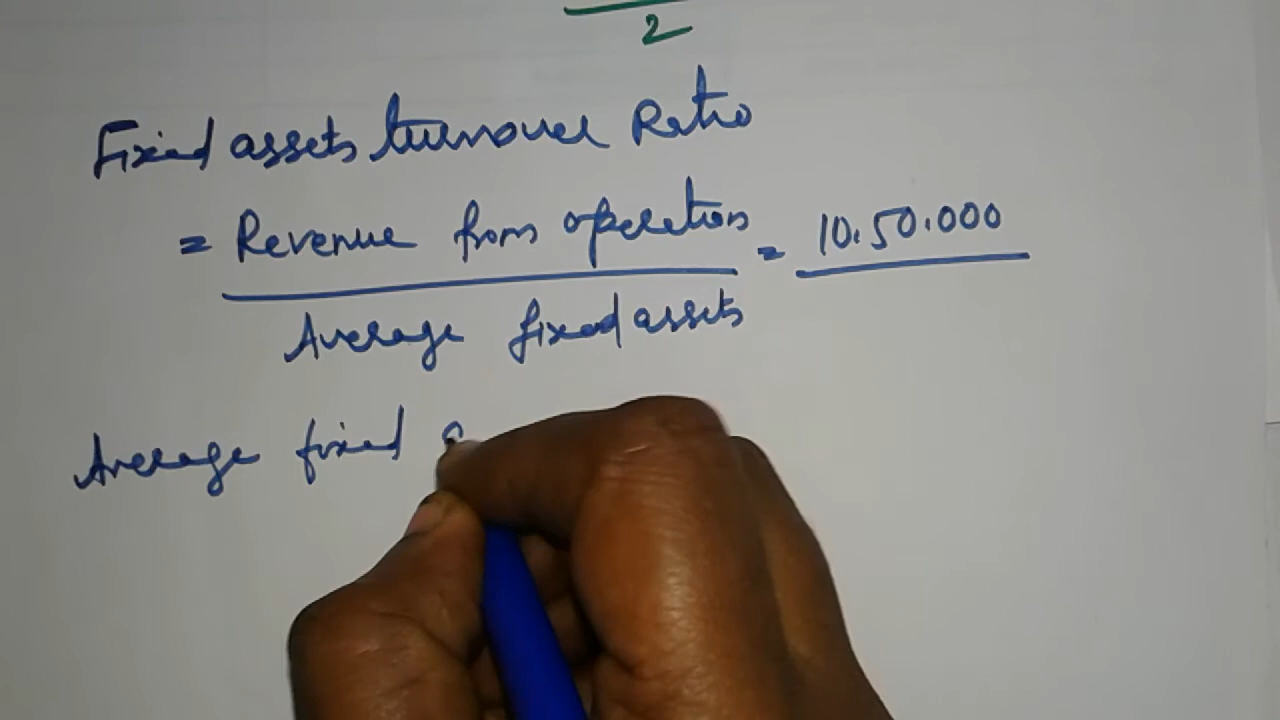 2
Fixed assets turnover Ratio
= Revenue from operation = 10.50.000
Average fixed assets
Average fixed a